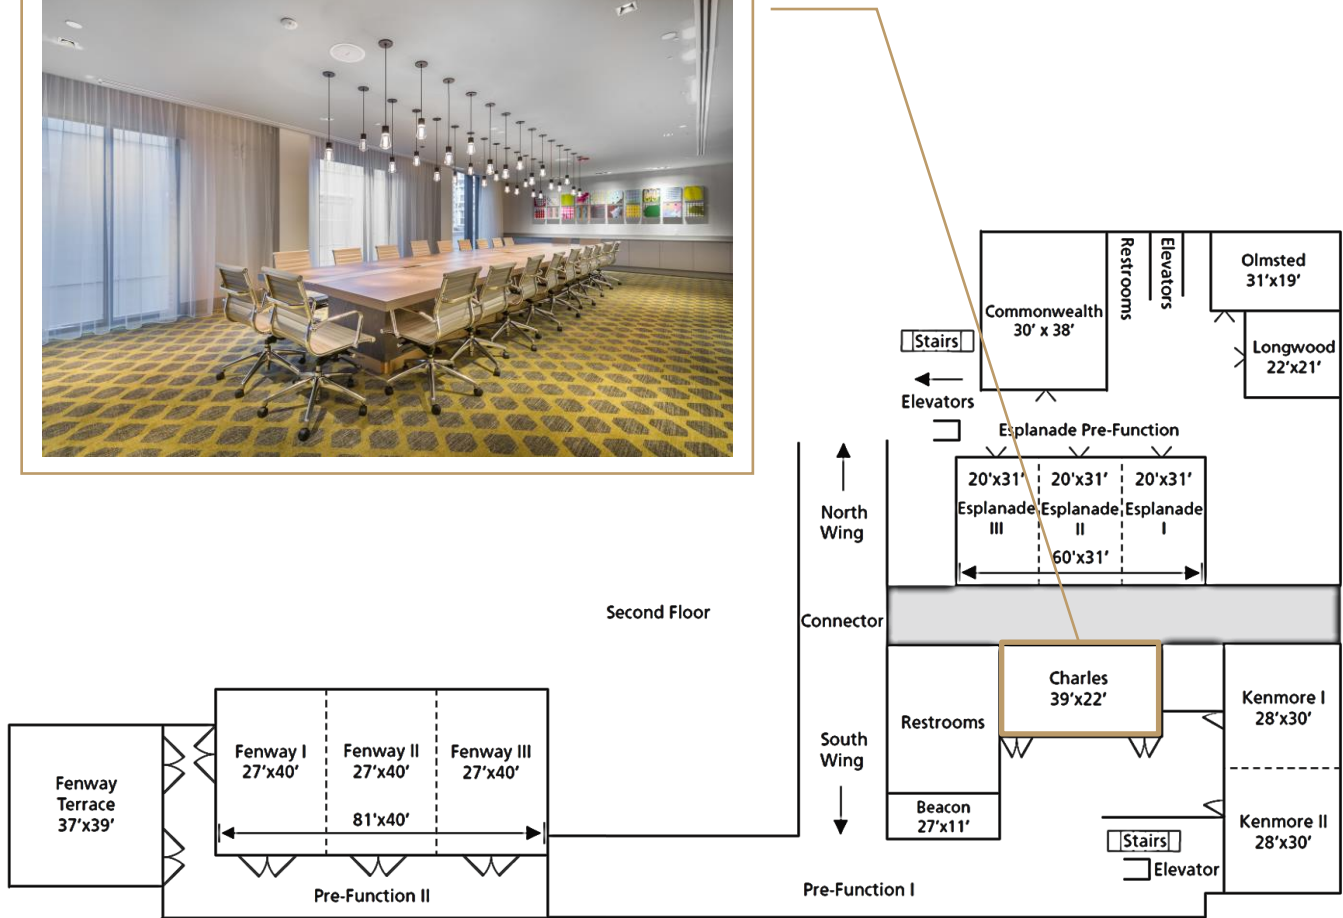 Restrooms
Elevators
Olmsted
31'x19'
Commonwealth
30' x 38'
Stairs
Longwood
22'x21'
Elevators
Esplanade Pre-Function
20'x31'
20'x31'
20'x31'
Esplanade
III
Esplanade
II
Esplanade
I
60'x31'
North
Wing
Second Floor
Connector
Charles
39'x22'
Kenmore I
28'x30'
Restrooms
South
Wing
Fenway I
27'x40'
Fenway II
27'x40'
Fenway III
27'x40'
Fenway
Terrace
37'x39'
81'x40'
Beacon
27'x11'
Kenmore II
28'x30'
Stairs
Elevator
Pre-Function II
Pre-Function I